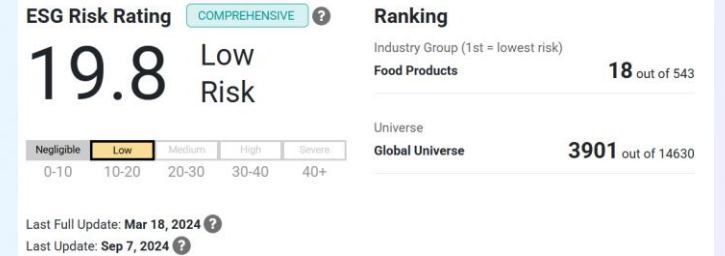 ESG Risk Rating COMPREHENSIVE ?
19.8 Low Risk
Negligible Low Medium High Severe
0-10 10-20 20-30 30-40 40+
Last Full Update: Mar 18, 2024 ?
Last Update: Sep 7, 2024 ?
Ranking
Industry Group (1st = lowest risk)
Food Products 18 out of 543
Universe
Global Universe 3901 out of 14630